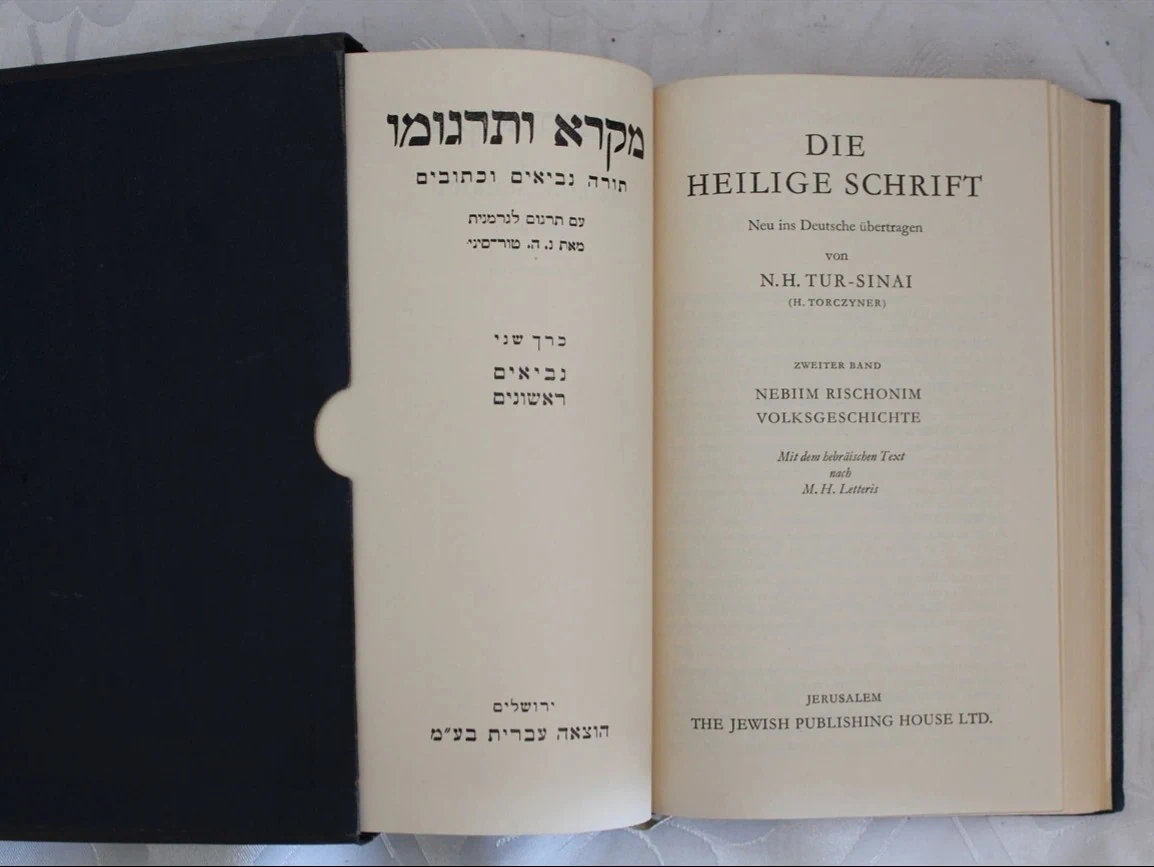 מקרא ותרגומו
תורה נביאים וכתובים
עם תרגום לגרמנית
מאת נ. ה. טור־סיני
כרך שני
נביאים
ראשונים
ירושלים
הוצאה עברית בע״מ
DIE
HEILIGE SCHRIFT
Neu ins Deutsche übertragen
von
N. H. TUR-SINAI
(H. TORCZYNER)
ZWEITER BAND
NEBIIM RISCHONIM
VOLKSGESCHICHTE
Mit dem hebräischen Text
nach
M. H. Letteris
JERUSALEM
THE JEWISH PUBLISHING HOUSE LTD.